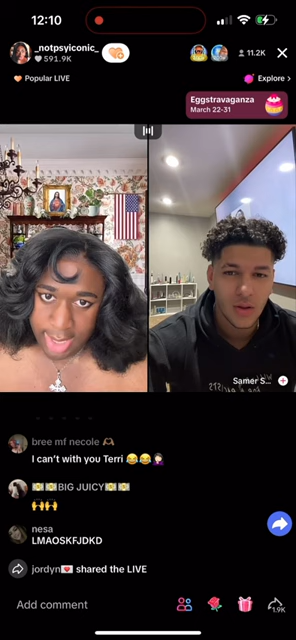 12:10
_notpsyiconic_
591.9K
11.2K
Popular LIVE
Explore >
Eggstravaganza
March 22-31
Samer S...
bree mf necole 🫶🏽
I can't with you Terri 😂😂🤦🏻‍♀️
💵💵BIG JUICY💵💵
🙌🙌
nesa
LMAOSKFJDKD
jordyn💌 shared the LIVE
Add comment
1.9K